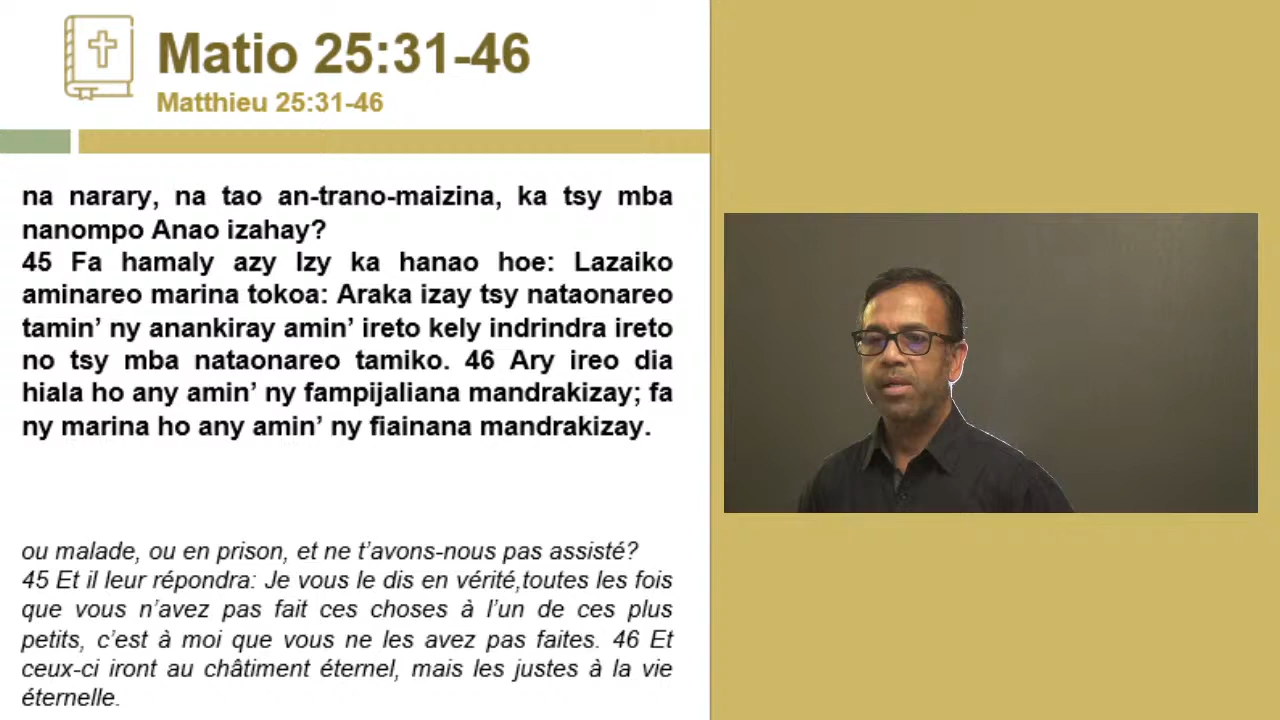 Matio 25:31-46
Matthieu 25:31-46
na narary, na tao an-trano-maizina, ka tsy mba
nanompo Anao izahay?
45 Fa hamaly azy Izy ka hanao hoe: Lazaiko
aminareo marina tokoa: Araka izay tsy nataonareo
tamin’ ny anankiray amin’ ireto kely indrindra ireto
no tsy mba nataonareo tamiko. 46 Ary ireo dia
hiala ho any amin’ ny fampijaliana mandrakizay; fa
ny marina ho any amin’ ny fiainana mandrakizay.
ou malade, ou en prison, et ne t’avons-nous pas assisté?
45 Et il leur répondra: Je vous le dis en vérité,toutes les fois
que vous n’avez pas fait ces choses à l’un de ces plus
petits, c’est à moi que vous ne les avez pas faites. 46 Et
ceux-ci iront au châtiment éternel, mais les justes à la vie
éternelle.